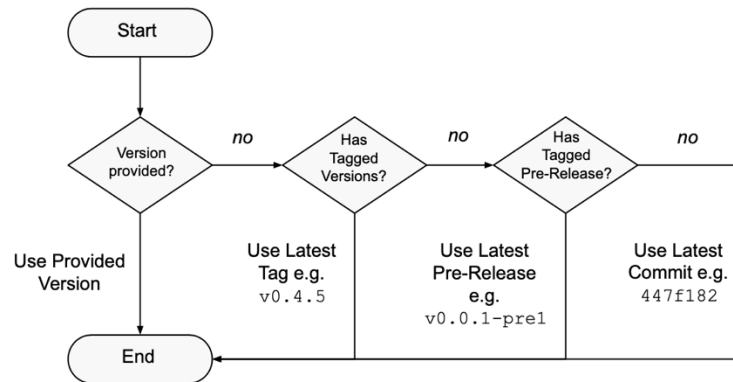 Start
Version
provided?
no
Has
Tagged
Versions?
no
Has
Tagged
Pre-Release?
no
Use Provided
Version
Use Latest
Tag e.g.
v0.4.5
Use Latest
Pre-Release
e.g.
v0.0.1-pre1
Use Latest
Commit e.g.
447f182
End